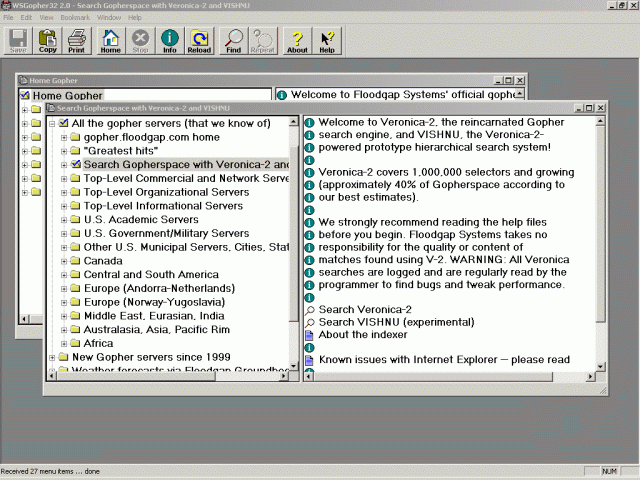 WSGopher32 2.0 - Search Gopherspace with Veronica-2 and VISHNU
File Edit View Bookmark Window Help
Save Copy Print Home Stop Info Reload Find Repeat About Help
Home Gopher
Home Gopher
Welcome to Floodgap Systems' official gophe
Search Gopherspace with Veronica-2 and VISHNU
All the gopher servers (that we know of)
gopher.floodgap.com home
"Greatest hits"
Search Gopherspace with Veronica-2 and
Top-Level Commercial and Network Serve
Top-Level Organizational Servers
Top-Level Informational Servers
U.S. Academic Servers
U.S. Government/Military Servers
Other U.S. Municipal Servers, Cities, Stat
Canada
Central and South America
Europe (Andorra-Netherlands)
Europe (Norway-Yugoslavia)
Middle East, Eurasian, India
Australasia, Asia, Pacific Rim
Africa
New Gopher servers since 1999
Weather forecasts via Floodgap Groundhog
Welcome to Veronica-2, the reincarnated Gopher
search engine, and VISHNU, the Veronica-2-
powered prototype hierarchical search system!
Veronica-2 covers 1,000,000 selectors and growing
(approximately 40% of Gopherspace according to
our best estimates).
We strongly recommend reading the help files
before you begin. Floodgap Systems takes no
responsibility for the quality or content of
matches found using V-2. WARNING: All Veronica
searches are logged and are regularly read by the
programmer to find bugs and tweak performance.
Search Veronica-2
Search VISHNU (experimental)
About the indexer
Known issues with Internet Explorer -- please read
Received 27 menu items ... done
NUM